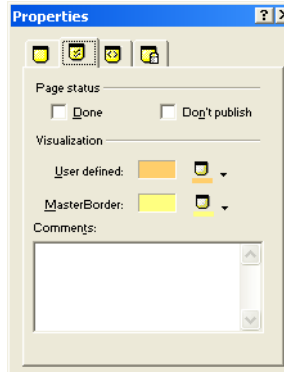 Properties
Page status
Done Don't publish
Visualization
User defined:
MasterBorder:
Comments: